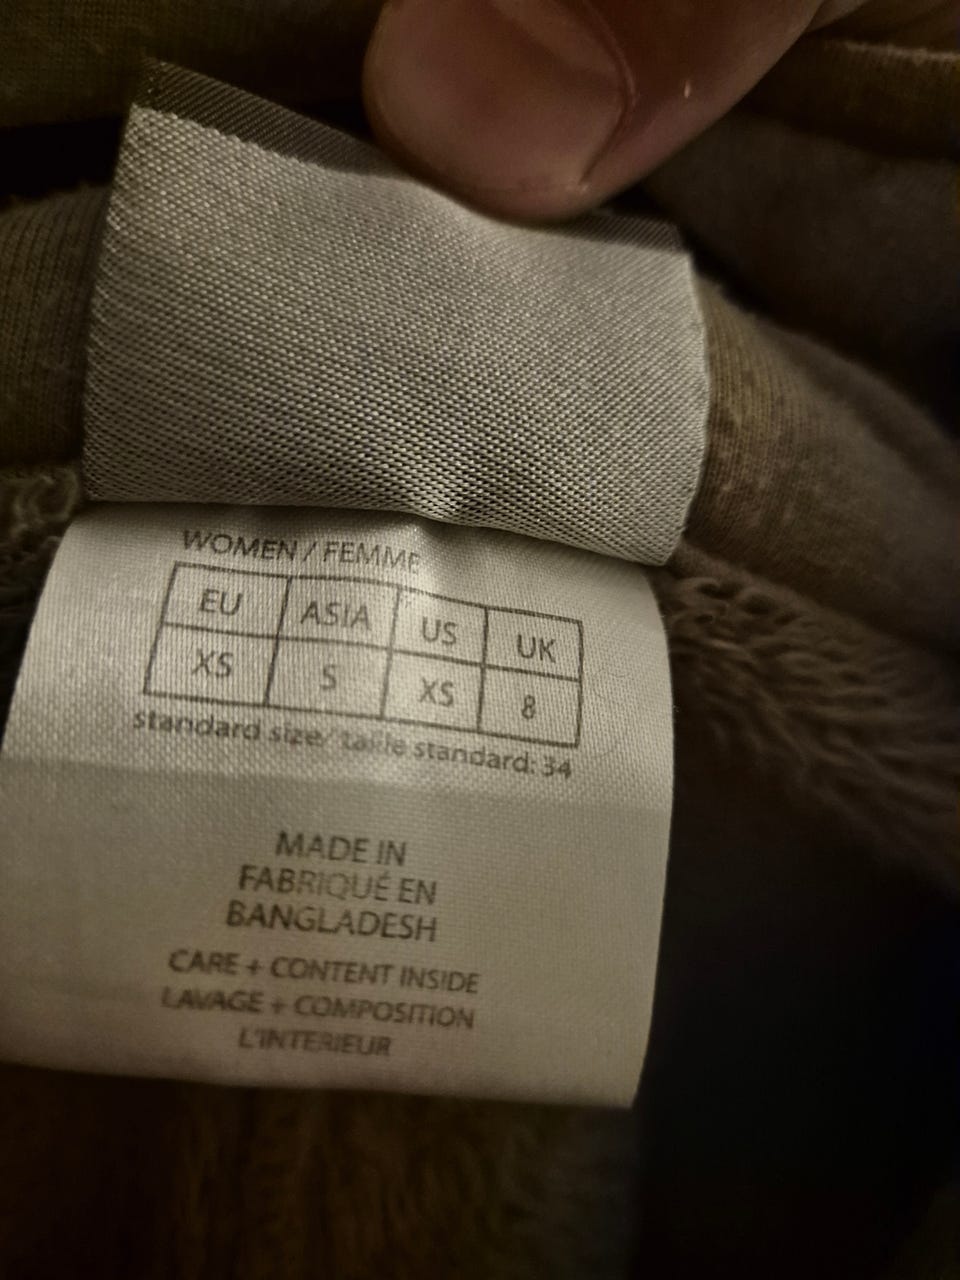 WOMEN / FEMME
EU ASIA US UK
XS S XS 8
standard size/ taille standard: 34
MADE IN
FABRIQUÉ EN
BANGLADESH
CARE + CONTENT INSIDE
LAVAGE + COMPOSITION
L'INTERIEUR